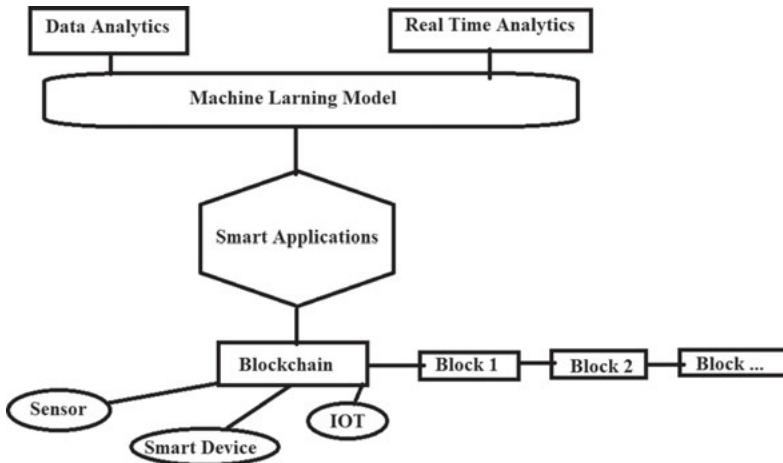 Data Analytics
Real Time Analytics
Machine Larning Model
Smart Applications
Blockchain
Block 1
Block 2
Block ...
Sensor
IOT
Smart Device